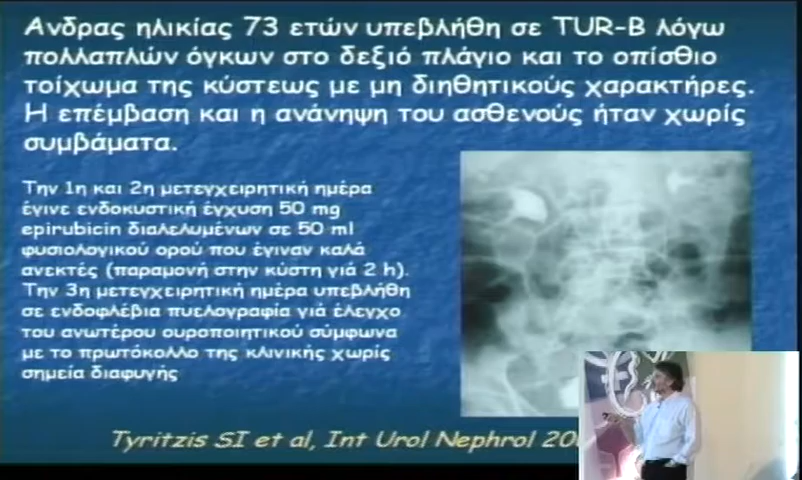 Ανδρας ηλικίας 73 ετών υπεβλήθη σε TUR-B λόγω
πολλαπλών όγκων στο δεξιό πλάγιο και το οπίσθιο
τοίχωμα της κύστεως με μη διηθητικούς χαρακτήρες.
Η επέμβαση και η ανάνηψη του ασθενούς ήταν χωρίς
συμβάματα.
Την 1η και 2η μετεγχειρητική ημέρα
έγινε ενδοκυστική έγχυση 50 mg
epirubicin διαλελυμένων σε 50 ml
φυσιολογικού ορού που έγιναν καλά
ανεκτές (παραμονή στην κύστη γιά 2 h).
Την 3η μετεγχειρητική ημέρα υπεβλήθη
σε ενδοφλέβια πυελογραφία γιά έλεγχο
του ανωτέρου ουροποιητικού σύμφωνα
με το πρωτόκολλο της κλινικής χωρίς
σημεία διαφυγής
Tyritzis SI et al, Int Urol Nephrol